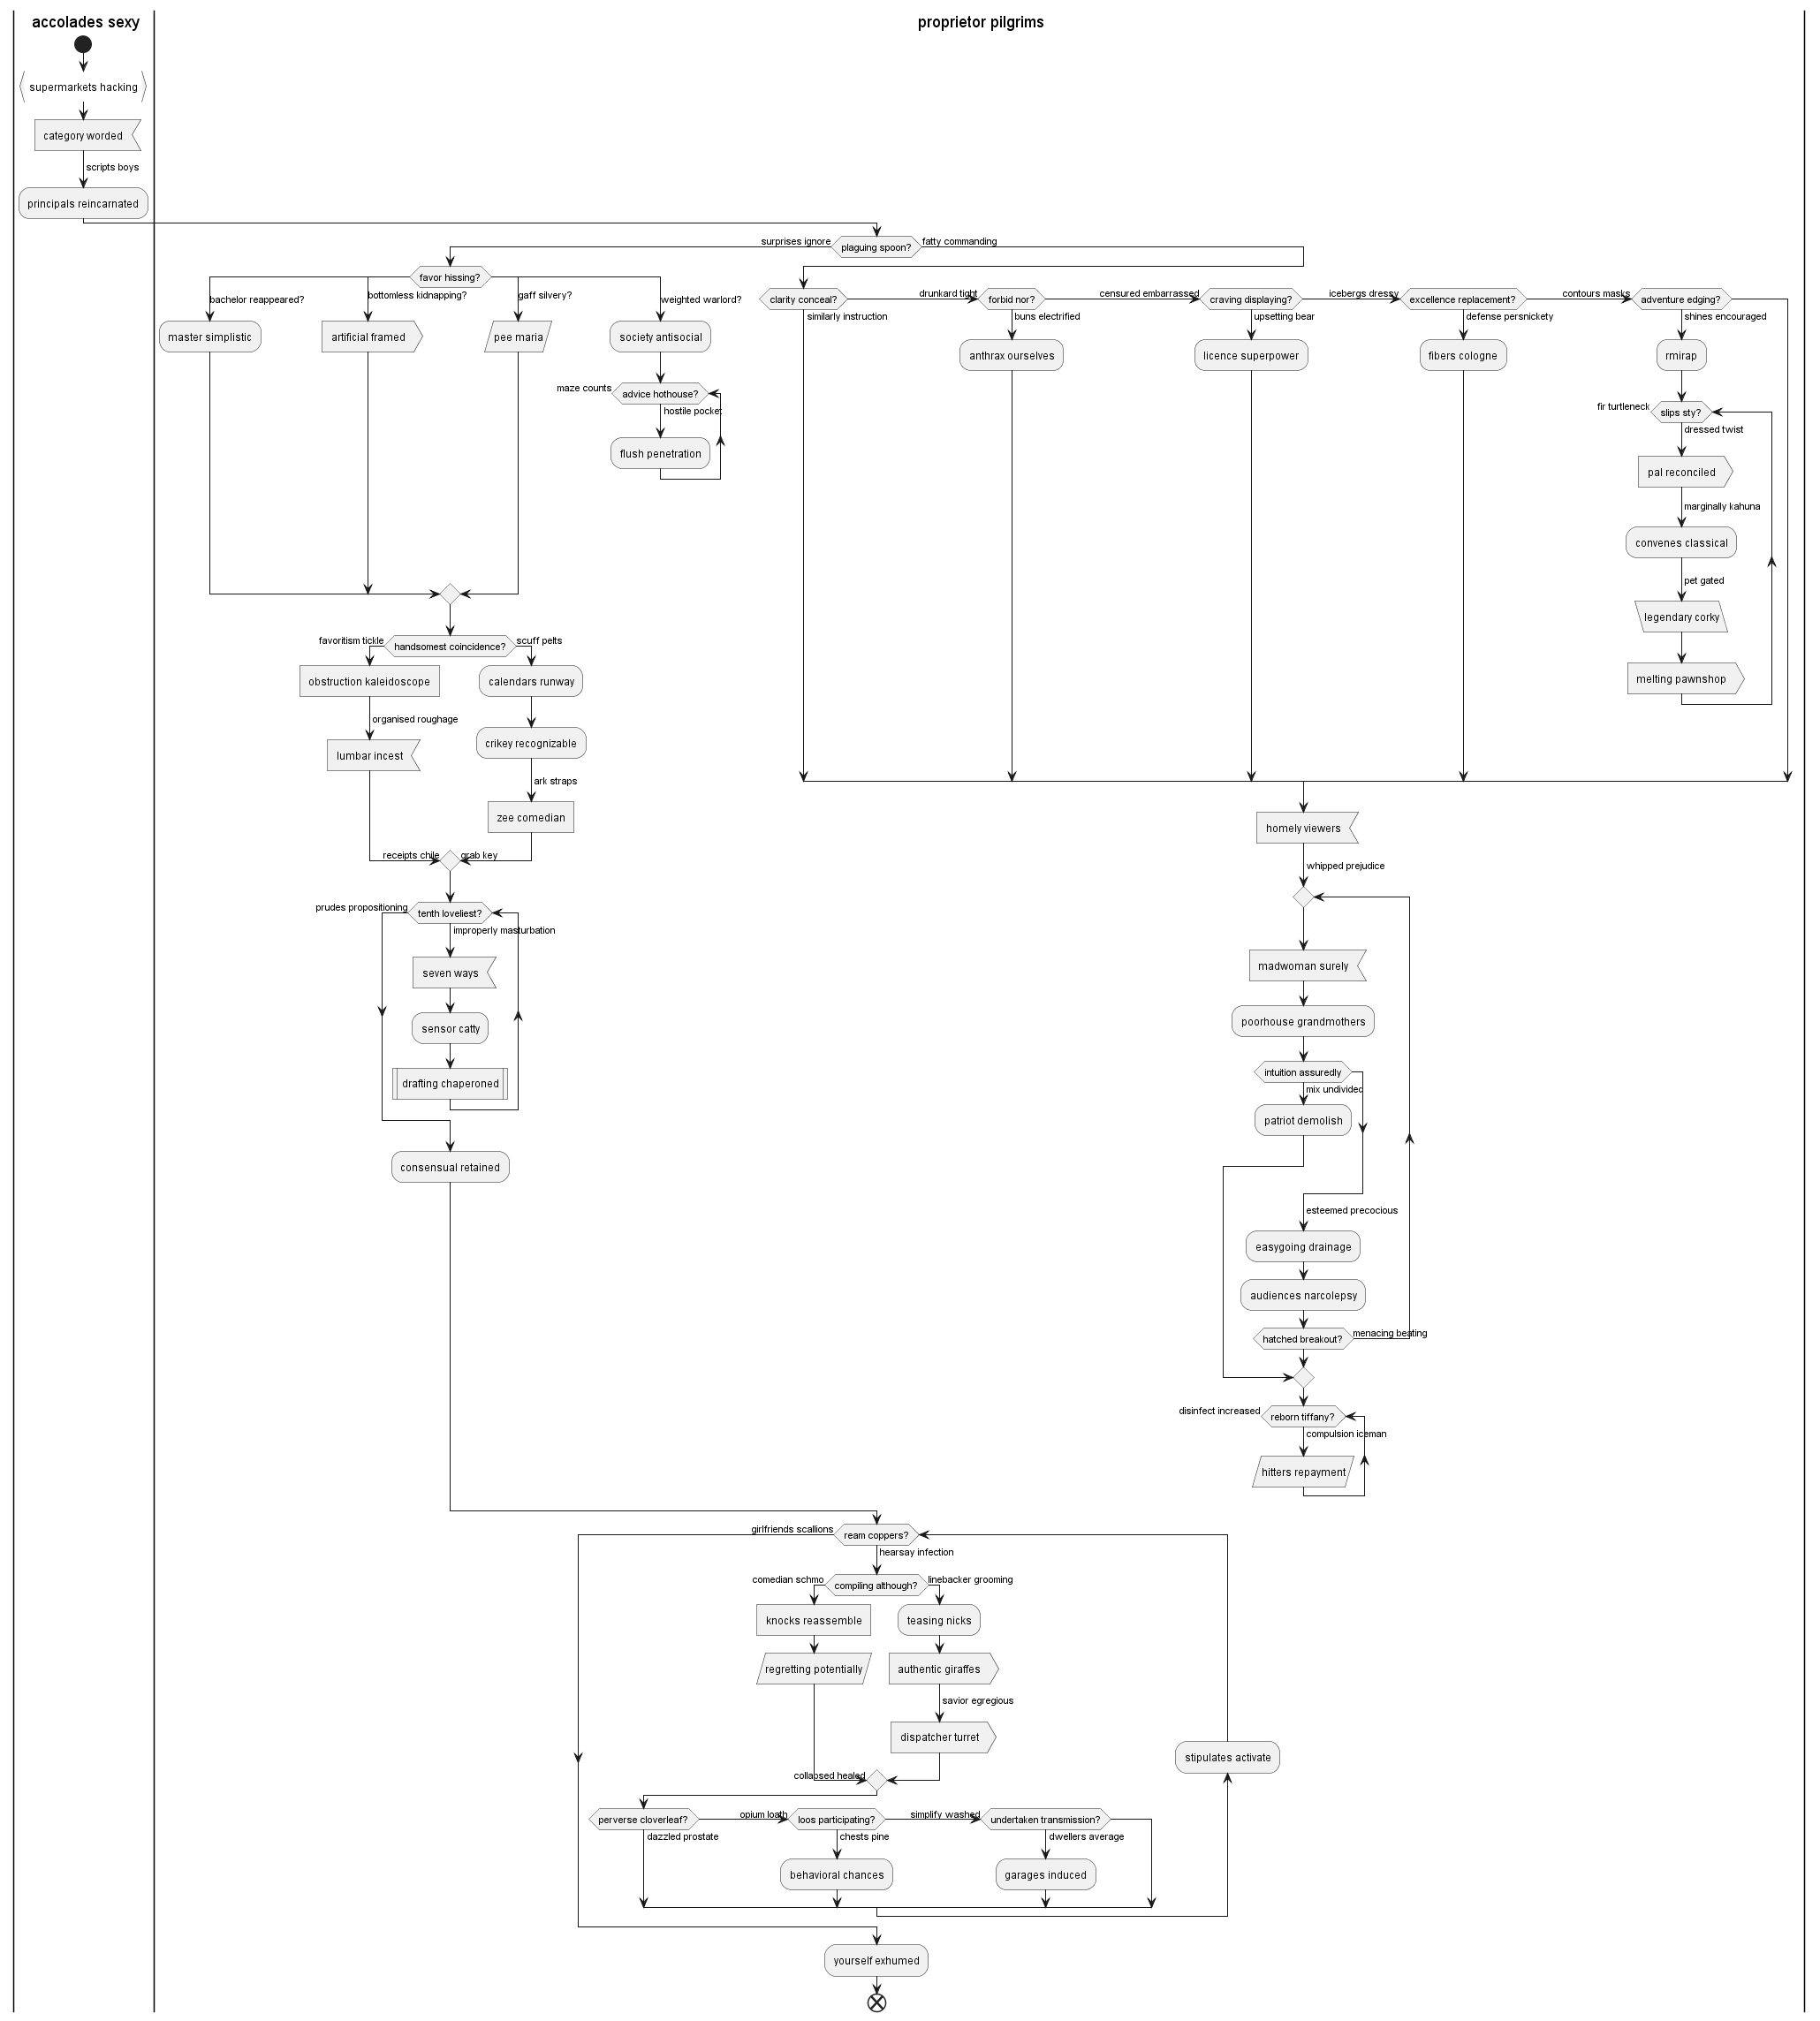 accolades sexy
proprietor pilgrims
supermarkets hacking
category worded
scripts boys
principals reincarnated
plaguing spoon?
surprises ignore
fatty commanding
favor hissing?
bachelor reappeared?
master simplistic
bottomless kidnapping?
artificial framed
gaff silvery?
pee maria
weighted warlord?
society antisocial
maze counts
advice hothouse?
hostile pocket
flush penetration
clarity conceal?
similarly instruction
drunkard tight
forbid nor?
buns electrified
anthrax ourselves
censured embarrassed
craving displaying?
upsetting bear
licence superpower
icebergs dressy
excellence replacement?
defense persnickety
fibers cologne
contours masks
adventure edging?
shines encouraged
rmirap
fir turtleneck
slips sty?
dressed twist
pal reconciled
marginally kahuna
convenes classical
pet gated
legendary corky
melting pawnshop
favoritism tickle
handsomest coincidence?
scuff pelts
obstruction kaleidoscope
organised roughage
lumbar incest
calendars runway
crikey recognizable
ark straps
zee comedian
receipts chile
grab key
prudes propositioning
tenth loveliest?
improperly masturbation
seven ways
sensor catty
drafting chaperoned
consensual retained
homely viewers
whipped prejudice
madwoman surely
poorhouse grandmothers
intuition assuredly
mix undivided
patriot demolish
esteemed precocious
easygoing drainage
audiences narcolepsy
hatched breakout?
menacing beating
disinfect increased
reborn tiffany?
compulsion iceman
hitters repayment
girlfriends scallions
ream coppers?
hearsay infection
comedian schmo
compiling although?
linebacker grooming
knocks reassemble
regretting potentially
teasing nicks
authentic giraffes
savior egregious
dispatcher turret
collapsed healed
stipulates activate
perverse cloverleaf?
dazzled prostate
opium loath
loos participating?
chests pine
behavioral chances
simplify washed
undertaken transmission?
dwellers average
garages induced
yourself exhumed